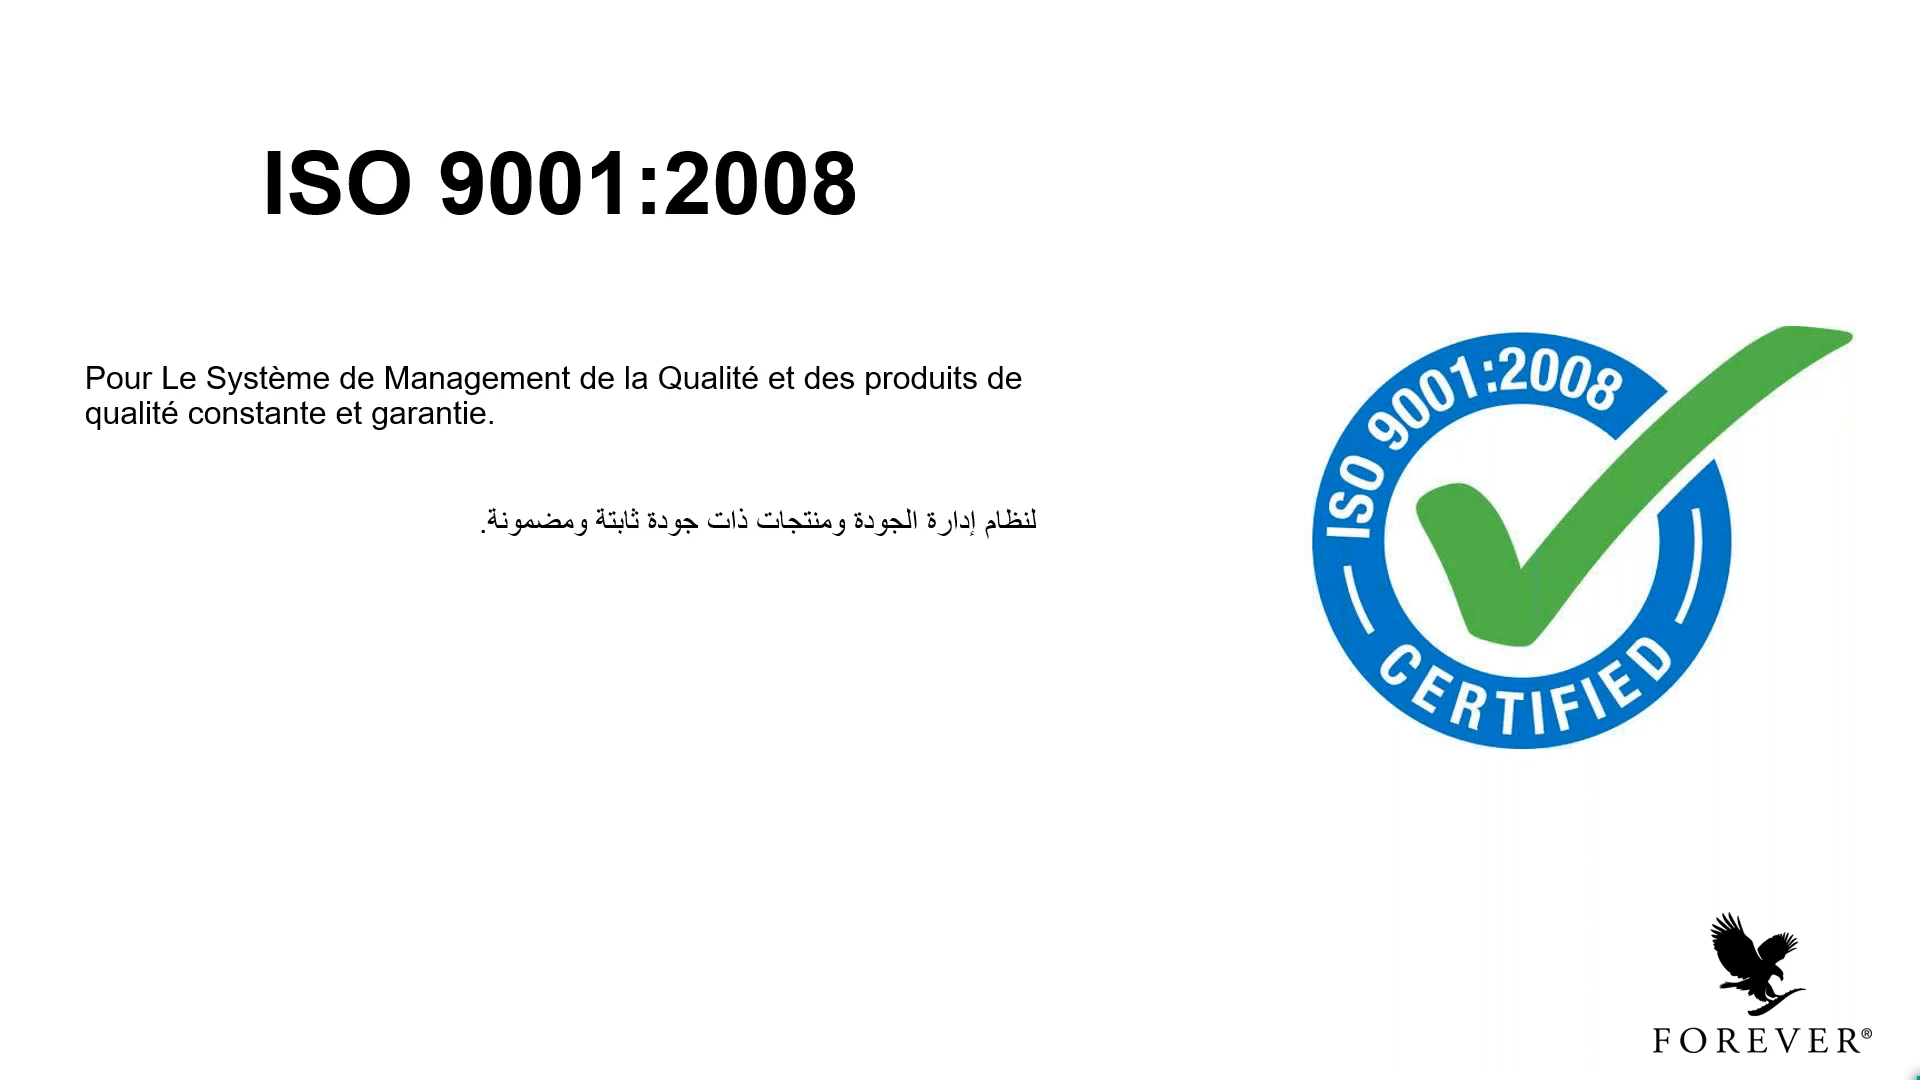 ISO 9001:2008
Pour Le Système de Management de la Qualité et des produits de
qualité constante et garantie.
لنظام إدارة الجودة ومنتجات ذات جودة ثابتة ومضمونة.
ISO 9001:2008
CERTIFIED
FOREVER®